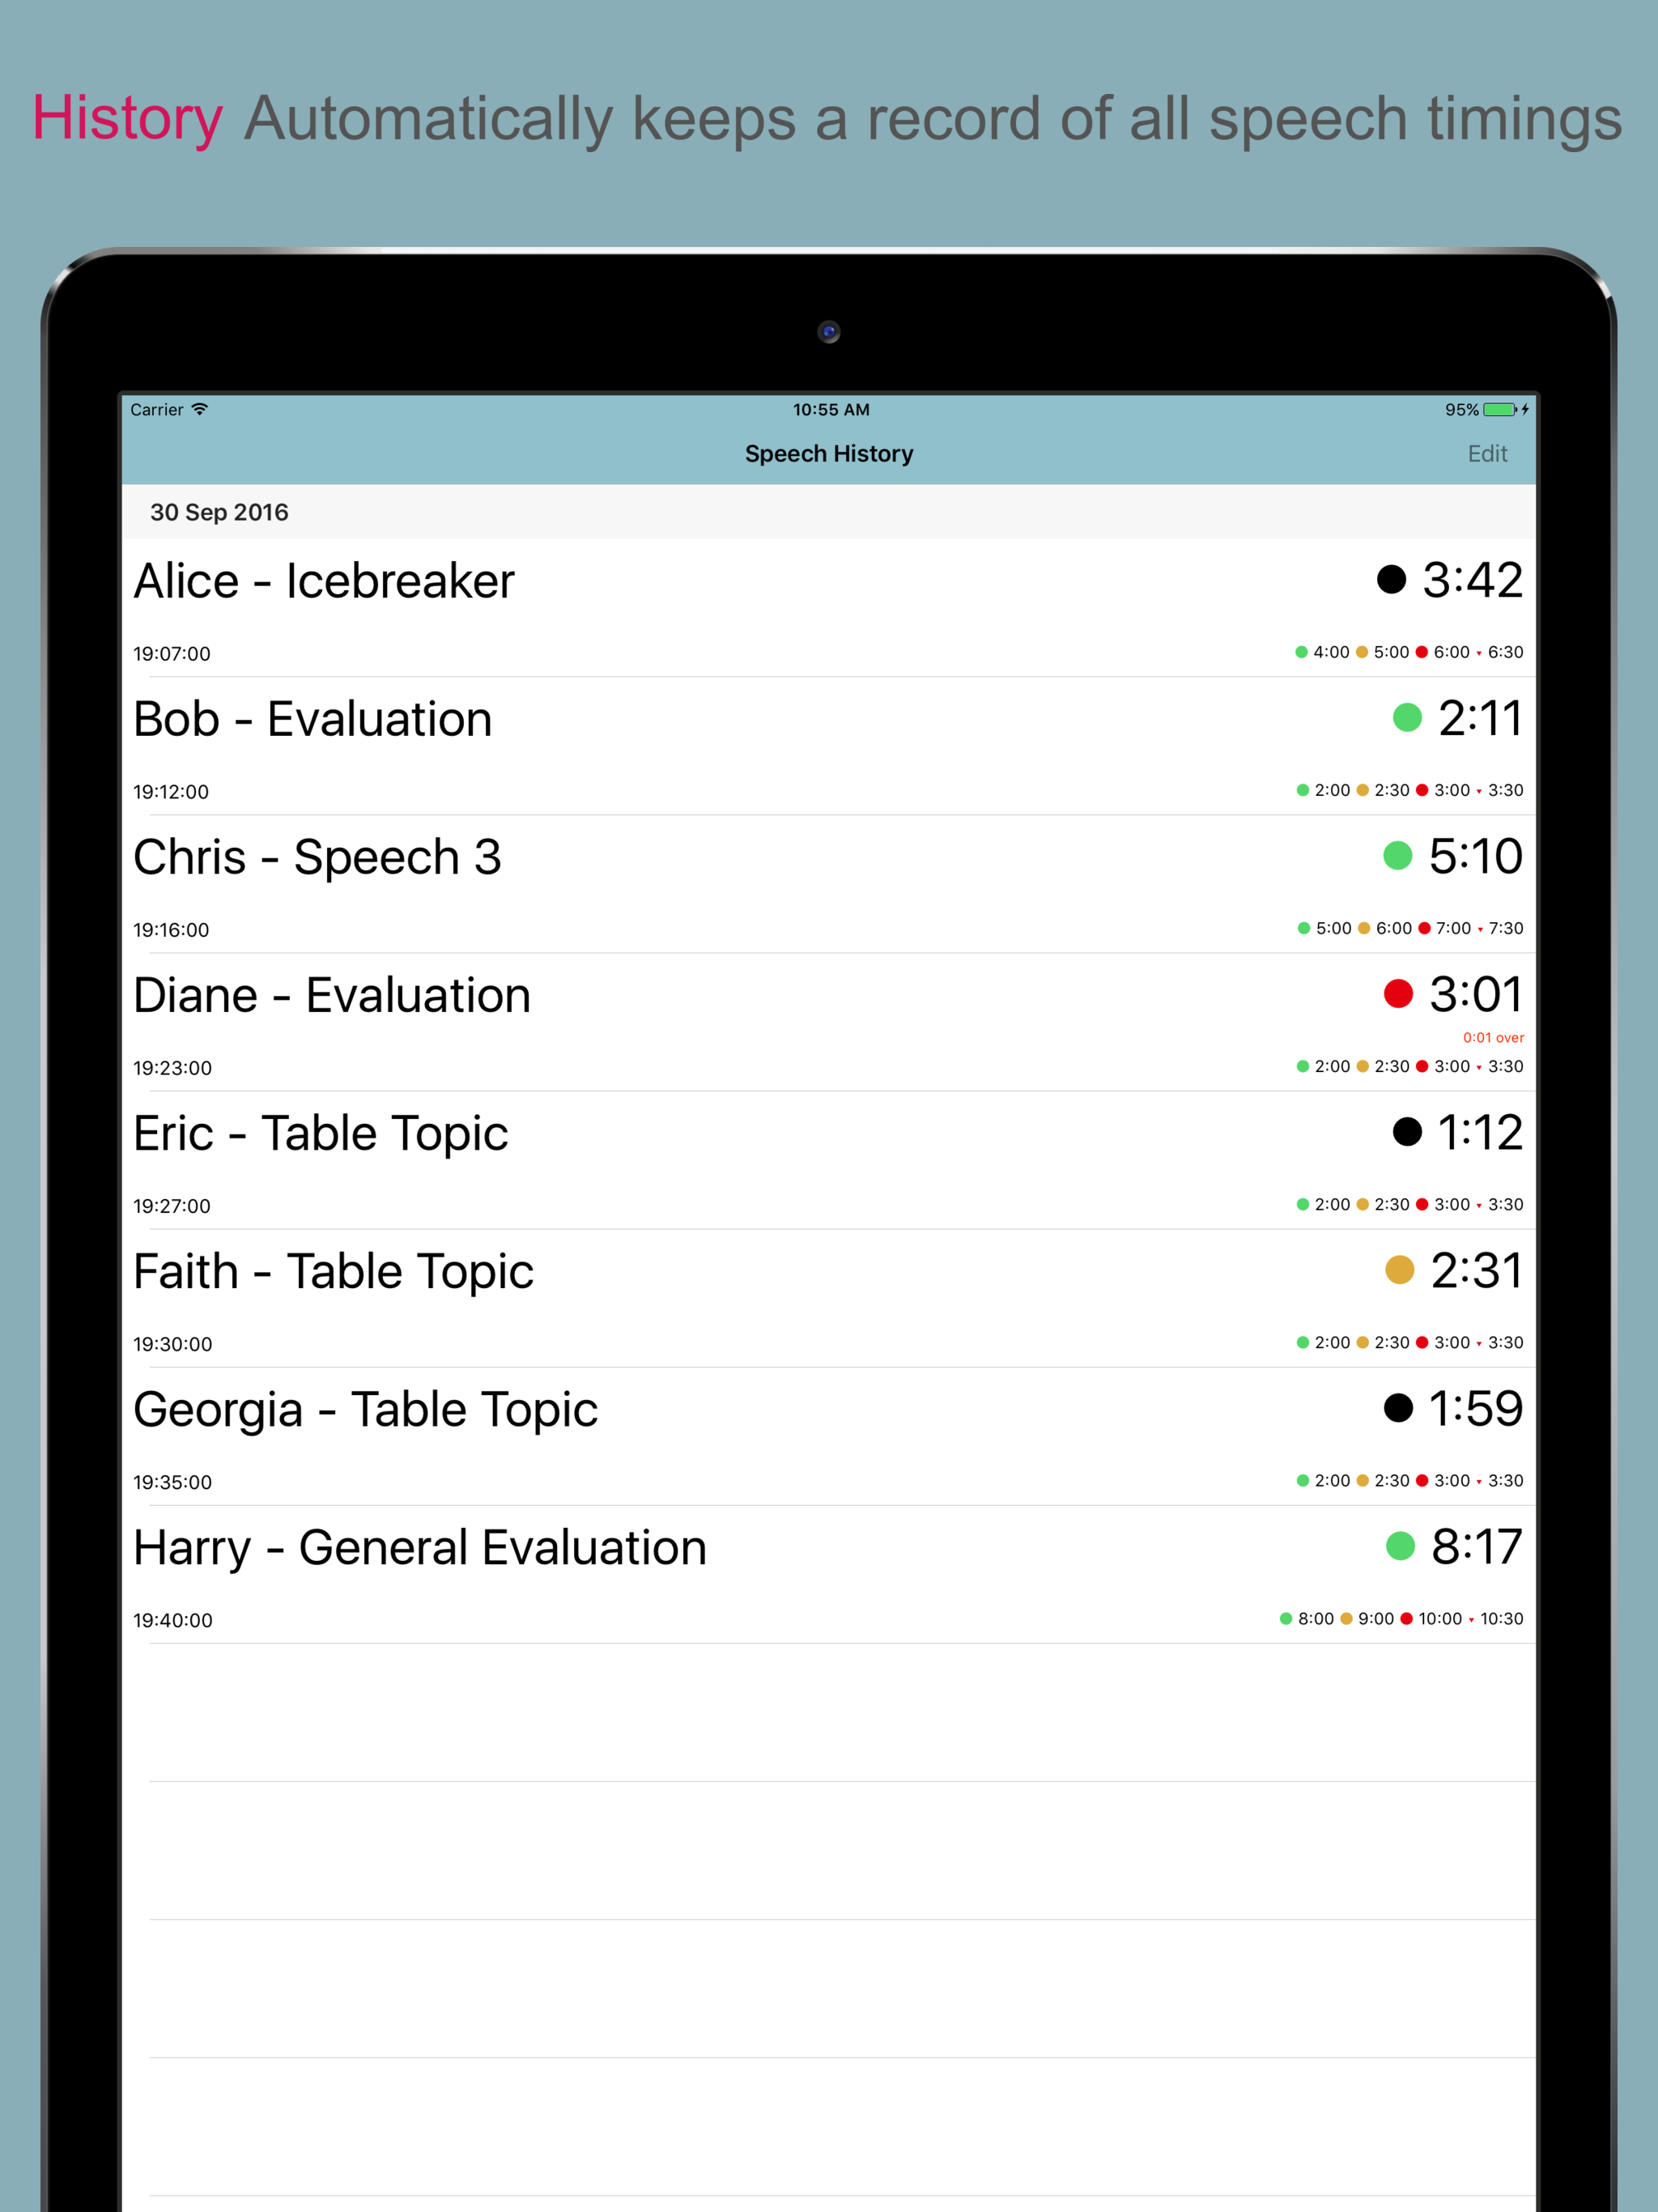 History Automatically keeps a record of all speech timings
Carrier 10:55 AM 95%
Speech History Edit
30 Sep 2016
Alice - Icebreaker 3:42
19:07:00 4:00 5:00 6:00 6:30
Bob - Evaluation 2:11
19:12:00 2:00 2:30 3:00 3:30
Chris - Speech 3 5:10
19:16:00 5:00 6:00 7:00 7:30
Diane - Evaluation 3:01
0:01 over
19:23:00 2:00 2:30 3:00 3:30
Eric - Table Topic 1:12
19:27:00 2:00 2:30 3:00 3:30
Faith - Table Topic 2:31
19:30:00 2:00 2:30 3:00 3:30
Georgia - Table Topic 1:59
19:35:00 2:00 2:30 3:00 3:30
Harry - General Evaluation 8:17
19:40:00 8:00 9:00 10:00 10:30